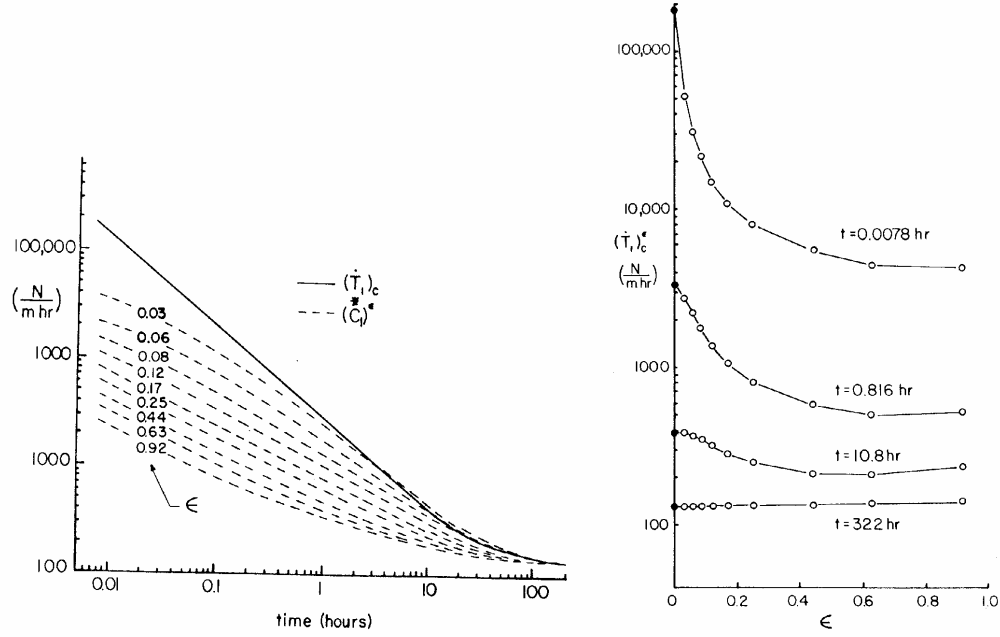 100,000
(N/m hr)
1000
1000
100
0.03
0.06
0.08
0.12
0.17
0.25
0.44
0.63
0.92
ϵ
(Ṫ₁)c
(C̊₁)ᵋ
0.01
0.1
1
10
100
time (hours)
100,000
10,000
(Ṫ₁)cᵋ
(N/m hr)
1000
100
t=0.0078 hr
t=0.816 hr
t=10.8 hr
t=322 hr
0
0.2
0.4
0.6
0.8
1.0
ϵ